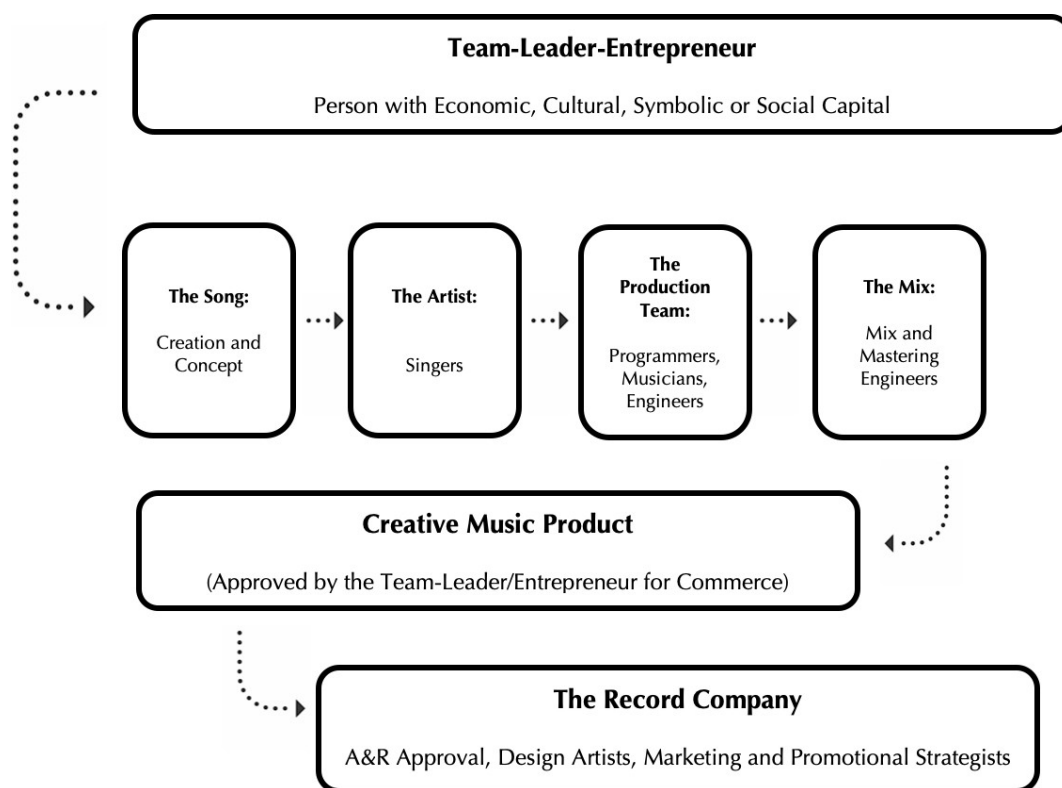 Team-Leader-Entrepreneur
Person with Economic, Cultural, Symbolic or Social Capital
The Song:
Creation and
Concept
The Artist:
Singers
The
Production
Team:
Programmers,
Musicians,
Engineers
The Mix:
Mix and
Mastering
Engineers
Creative Music Product
(Approved by the Team-Leader/Entrepreneur for Commerce)
The Record Company
A&R Approval, Design Artists, Marketing and Promotional Strategists